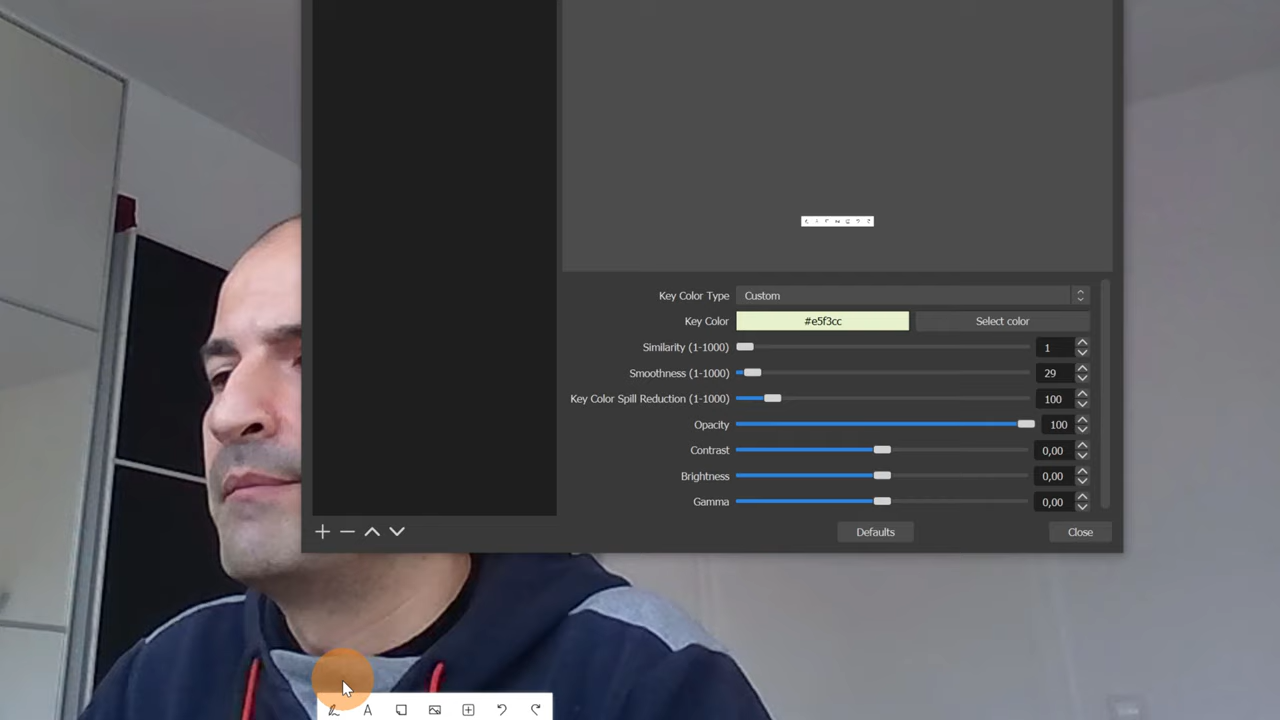 Key Color Type Custom
Key Color #e5f3cc Select color
Similarity (1-1000) 1
Smoothness (1-1000) 29
Key Color Spill Reduction (1-1000) 100
Opacity 100
Contrast 0,00
Brightness 0,00
Gamma 0,00
Defaults Close
A